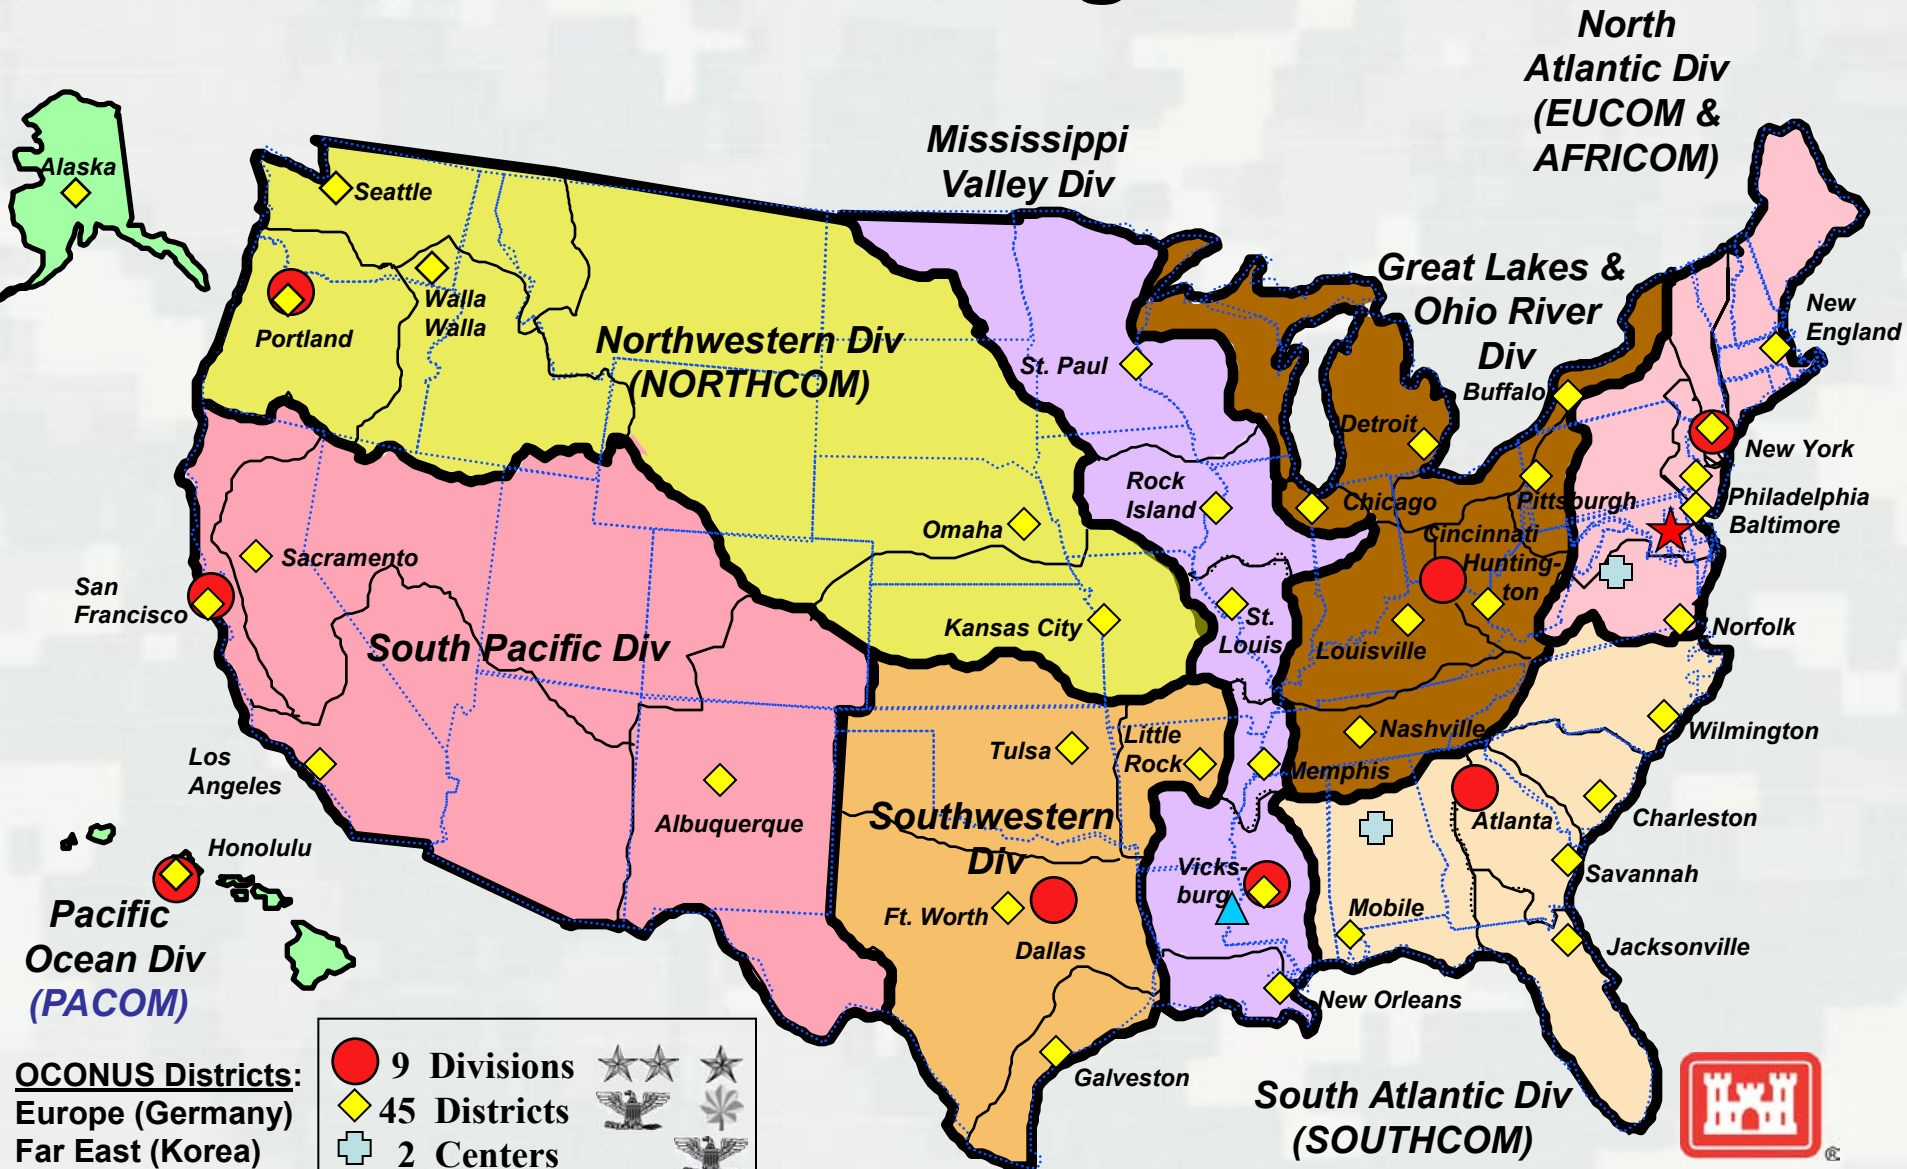 North
Atlantic Div
(EUCOM &
AFRICOM)
Mississippi
Valley Div
Alaska
Seattle
Walla
Walla
Portland
Northwestern Div
(NORTHCOM)
St. Paul
Great Lakes &
Ohio River
Div
Buffalo
New
England
Detroit
New York
Rock
Island
Chicago
Pittsburgh
Philadelphia
Baltimore
Omaha
Cincinnati
Hunting-
ton
Sacramento
San
Francisco
Kansas City
St.
Louis
Louisville
Norfolk
South Pacific Div
Los
Angeles
Tulsa
Little
Rock
Memphis
Nashville
Wilmington
Albuquerque
Southwestern
Div
Atlanta
Charleston
Honolulu
Vicks-
burg
Savannah
Pacific
Ocean Div
(PACOM)
Ft. Worth
Dallas
Mobile
Jacksonville
New Orleans
Galveston
South Atlantic Div
(SOUTHCOM)
OCONUS Districts:
Europe (Germany)
Far East (Korea)
9 Divisions
45 Districts
2 Centers
®